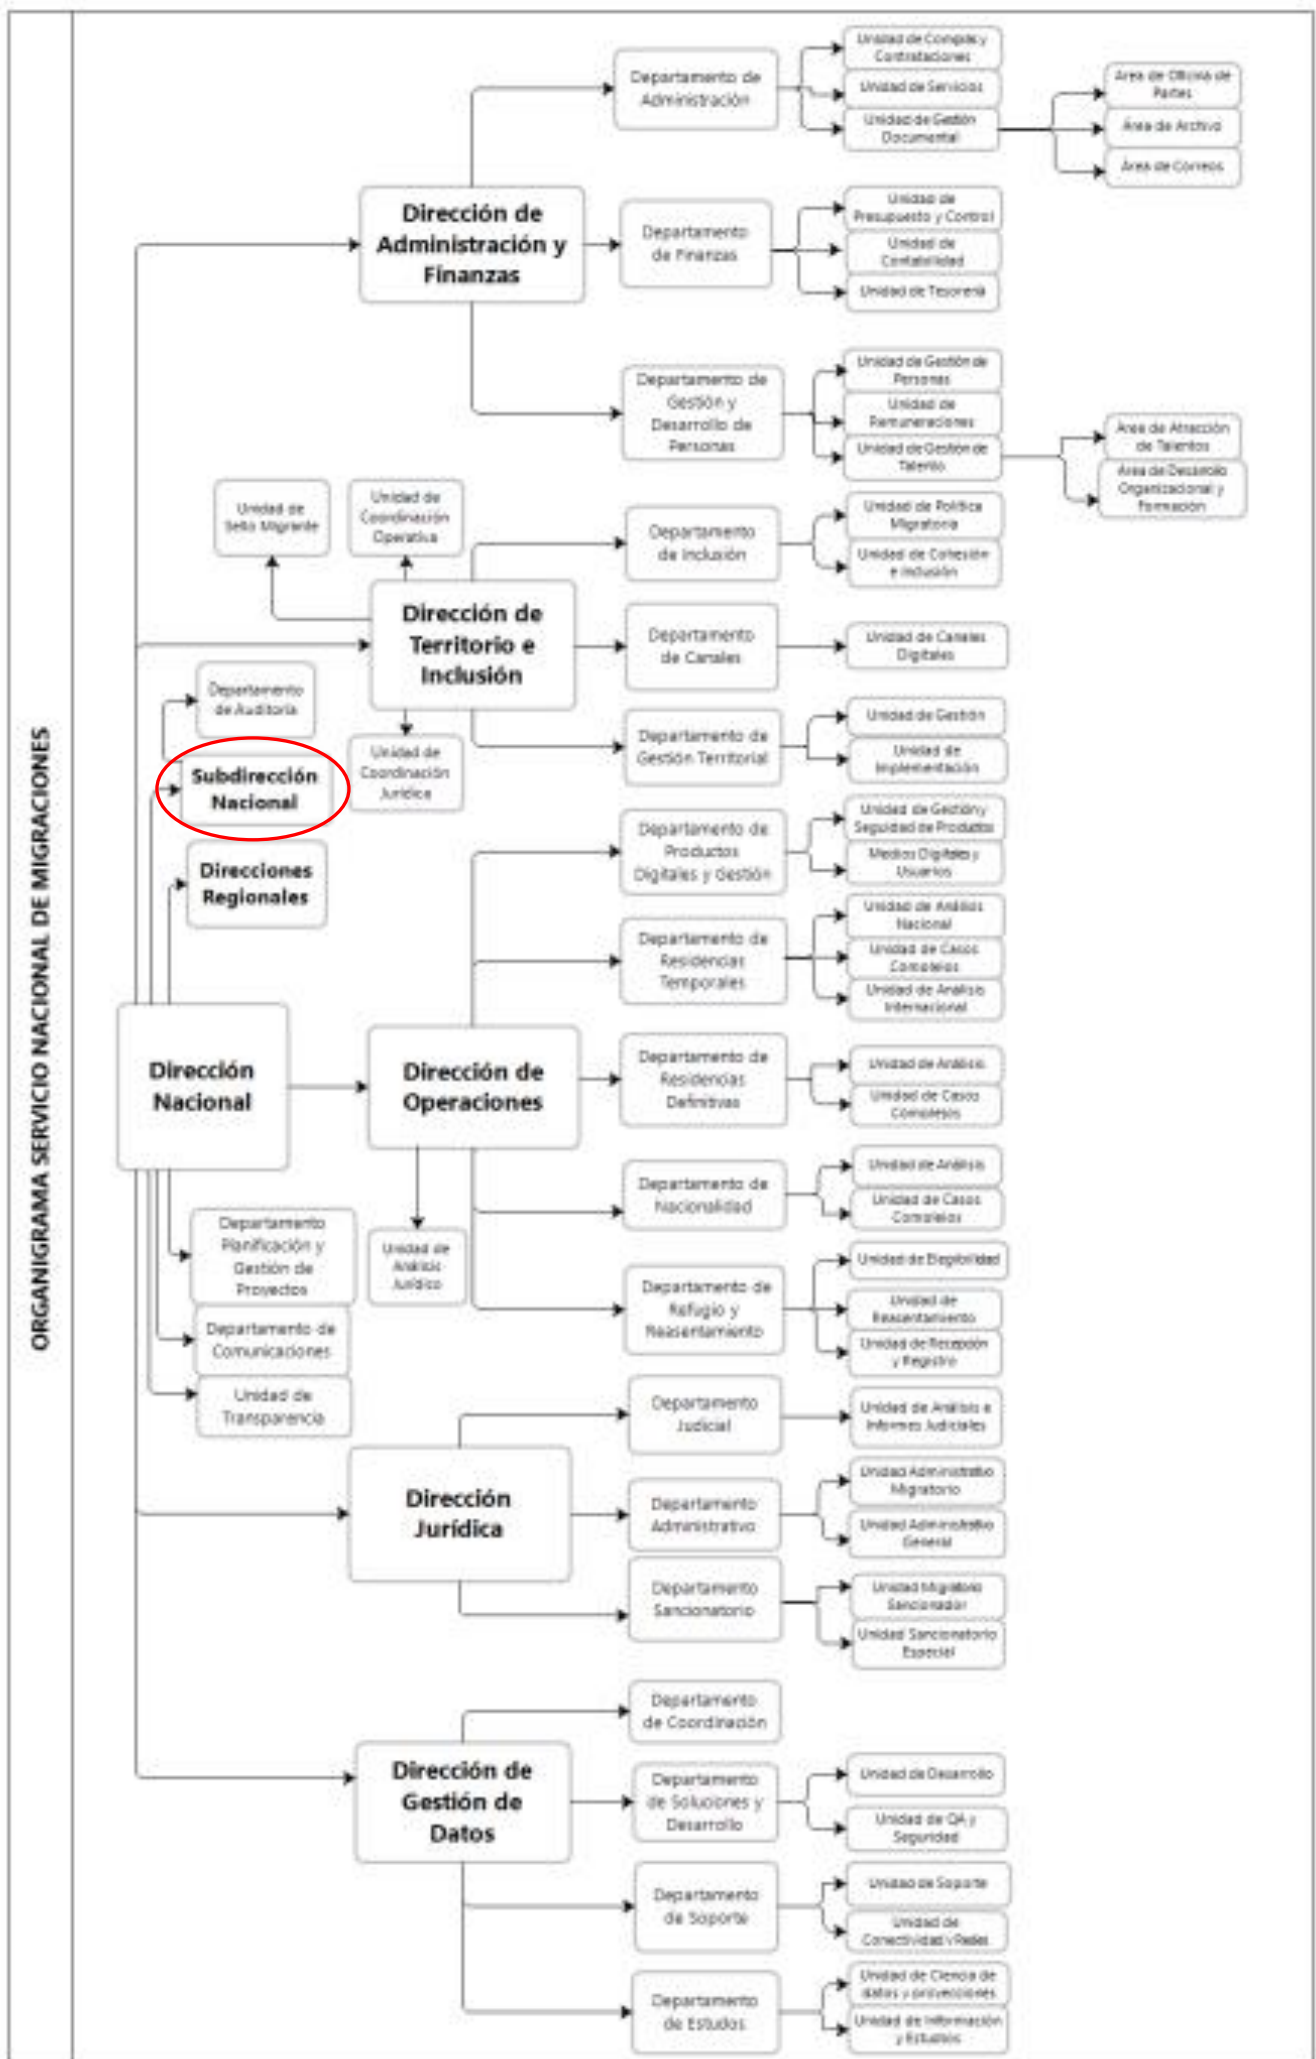 ORGANIGRAMA SERVICIO NACIONAL DE MIGRACIONES
Unidad de Compras y
Contrataciones
Departamento de
Administración
Unidad de Servicios
Unidad de Gestión
Documental
Area de Oficina de
Partes
Área de Archivo
Área de Correos
Dirección de
Administración y
Finanzas
Departamento
de Finanzas
Unidad de
Presupuesto y Control
Unidad de
Contabilidad
Unidad de Tesorería
Departamento de
Gestión y
Desarrollo de
Personas
Unidad de Gestión de
Personas
Unidad de
Remuneraciones
Unidad de Gestión de
Talento
Area de Atracción
de Talentos
Area de Desarrollo
Organizacional y
Formación
Unidad de
Sello Migrante
Unidad de
Coordinación
Operativa
Dirección de
Territorio e
Inclusión
Unidad de
Coordinación
Jurídica
Departamento
de Inclusión
Unidad de Política
Migratoria
Unidad de Cohesión
e Inclusión
Departamento
de Canales
Unidad de Canales
Digitales
Departamento de
Gestión Territorial
Unidad de Gestión
Unidad de
Implementación
Departamento
de Auditoría
Subdirección
Nacional
Direcciones
Regionales
Dirección
Nacional
Departamento
Planificación y
Gestión de
Proyectos
Departamento de
Comunicaciones
Unidad de
Transparencia
Dirección de
Operaciones
Unidad de
Análisis
Jurídico
Departamento de
Productos
Digitales y Gestión
Unidad de Gestión y
Seguidad de Productos
Medios Digitales y
Usuarios
Departamento de
Residencias
Temporales
Unidad de Análisis
Nacional
Unidad de Casos
Complejos
Unidad de Análisis
Internacional
Departamento de
Residencias
Definitivas
Unidad de Análisis
Unidad de Casos
Complejos
Departamento de
Nacionalidad
Unidad de Análisis
Unidad de Casos
Complejos
Departamento de
Refugio y
Reasentamiento
Unidad de Elegibilidad
Unidad de
Reasentamiento
Unidad de Recepción
y Registro
Dirección
Jurídica
Departamento
Judicial
Unidad de Análisis e
Informes Judiciales
Departamento
Administrativo
Unidad Administrativo
Migratorio
Unidad Administrativo
General
Departamento
Sancionatorio
Unidad Migratorio
Sancionador
Unidad Sancionatorio
Especial
Dirección de
Gestión de
Datos
Departamento
de Coordinación
Departamento
de Soluciones y
Desarrollo
Unidad de Desarrollo
Unidad de QA y
Seguridad
Departamento
de Soporte
Unidad de Soporte
Unidad de
Conectividad y Redes
Departamento
de Estudos
Unidad de Ciencia de
datos y proyecciones
Unidad de Información
y Estudios